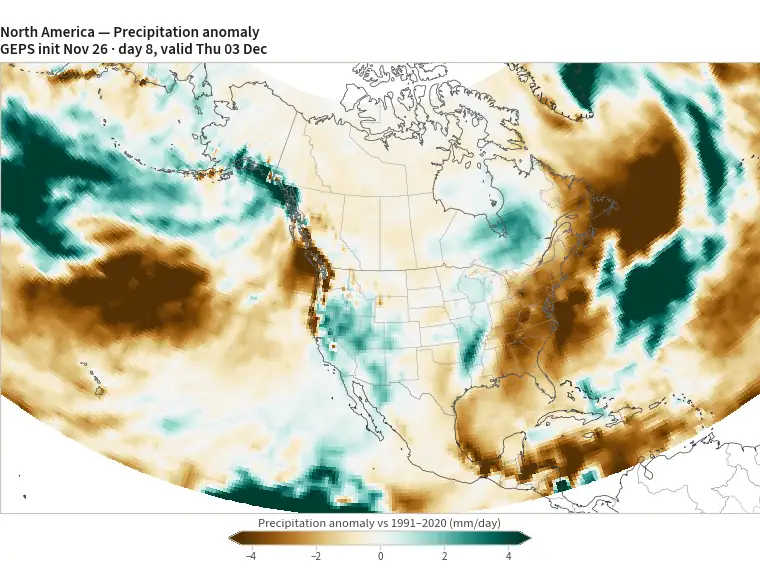 North America — Precipitation anomaly
GEPS init Nov 26 · day 8, valid Thu 03 Dec
Precipitation anomaly vs 1991–2020 (mm/day)
−4 −2 0 2 4